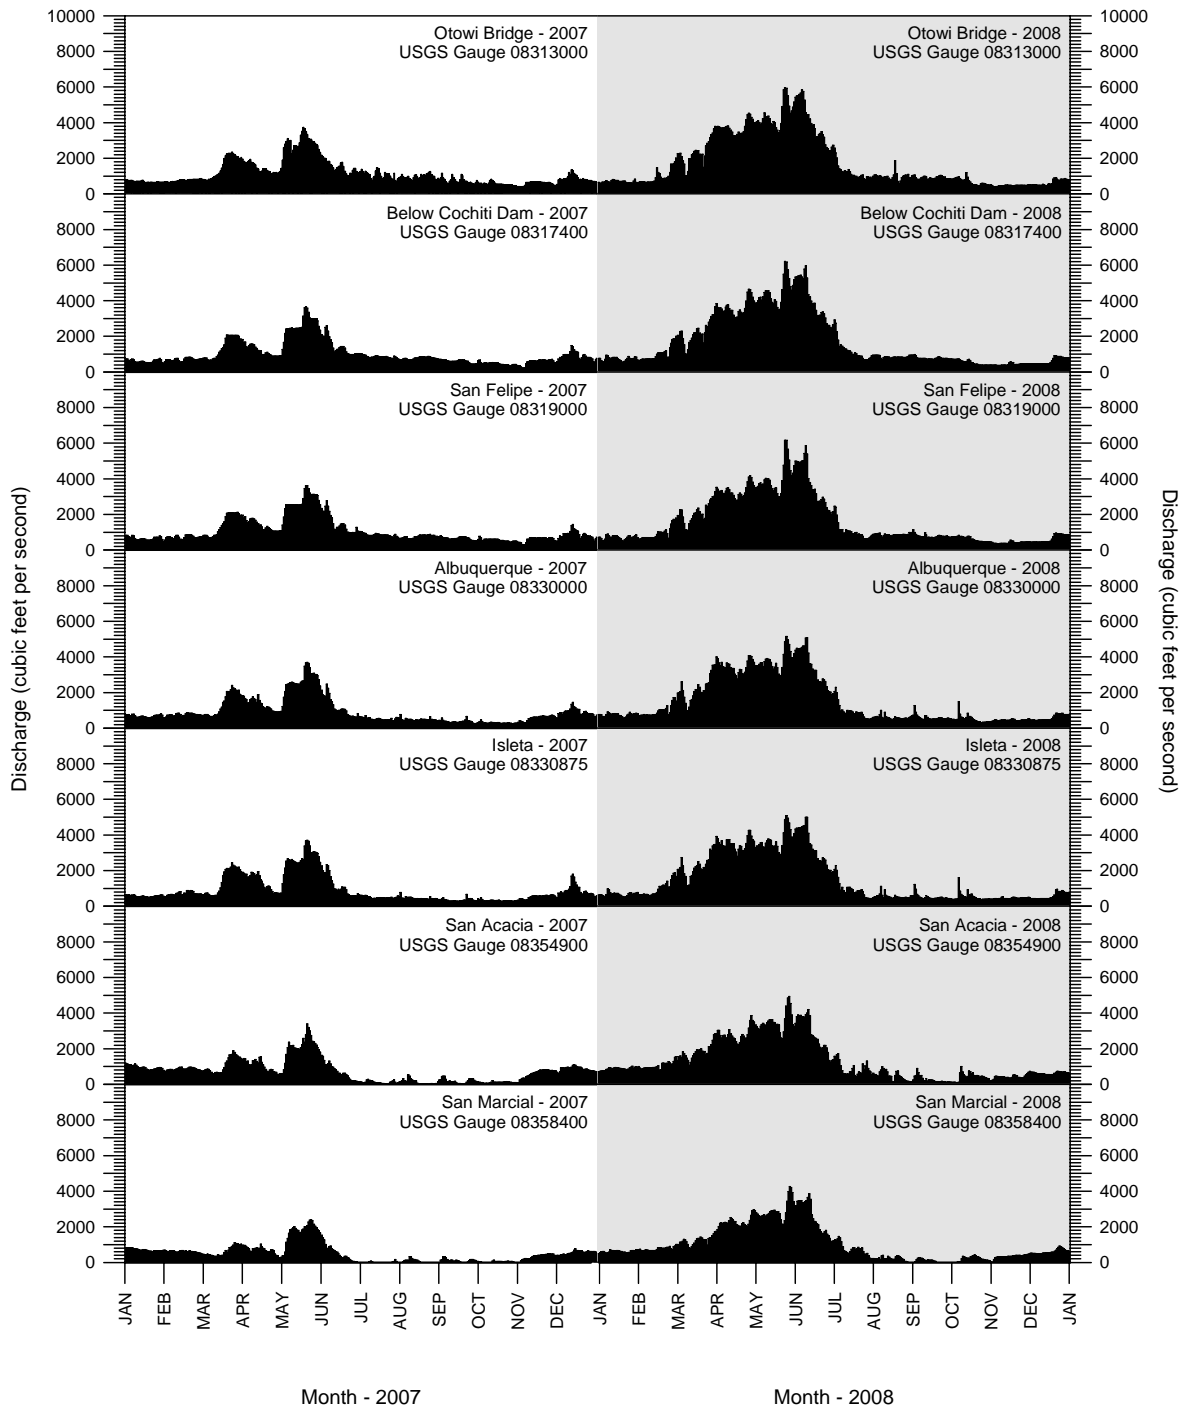 10000
8000
6000
4000
2000
0
Otowi Bridge - 2007
USGS Gauge 08313000
Otowi Bridge - 2008
USGS Gauge 08313000
10000
8000
6000
4000
2000
0
8000
6000
4000
2000
0
Below Cochiti Dam - 2007
USGS Gauge 08317400
Below Cochiti Dam - 2008
USGS Gauge 08317400
8000
6000
4000
2000
0
8000
6000
4000
2000
0
San Felipe - 2007
USGS Gauge 08319000
San Felipe - 2008
USGS Gauge 08319000
8000
6000
4000
2000
0
8000
6000
4000
2000
0
Albuquerque - 2007
USGS Gauge 08330000
Albuquerque - 2008
USGS Gauge 08330000
8000
6000
4000
2000
0
8000
6000
4000
2000
0
Isleta - 2007
USGS Gauge 08330875
Isleta - 2008
USGS Gauge 08330875
8000
6000
4000
2000
0
8000
6000
4000
2000
0
San Acacia - 2007
USGS Gauge 08354900
San Acacia - 2008
USGS Gauge 08354900
8000
6000
4000
2000
0
8000
6000
4000
2000
0
San Marcial - 2007
USGS Gauge 08358400
San Marcial - 2008
USGS Gauge 08358400
8000
6000
4000
2000
0
Discharge (cubic feet per second)
Discharge (cubic feet per second)
JAN
FEB
MAR
APR
MAY
JUN
JUL
AUG
SEP
OCT
NOV
DEC
JAN
FEB
MAR
APR
MAY
JUN
JUL
AUG
SEP
OCT
NOV
DEC
JAN
Month - 2007
Month - 2008